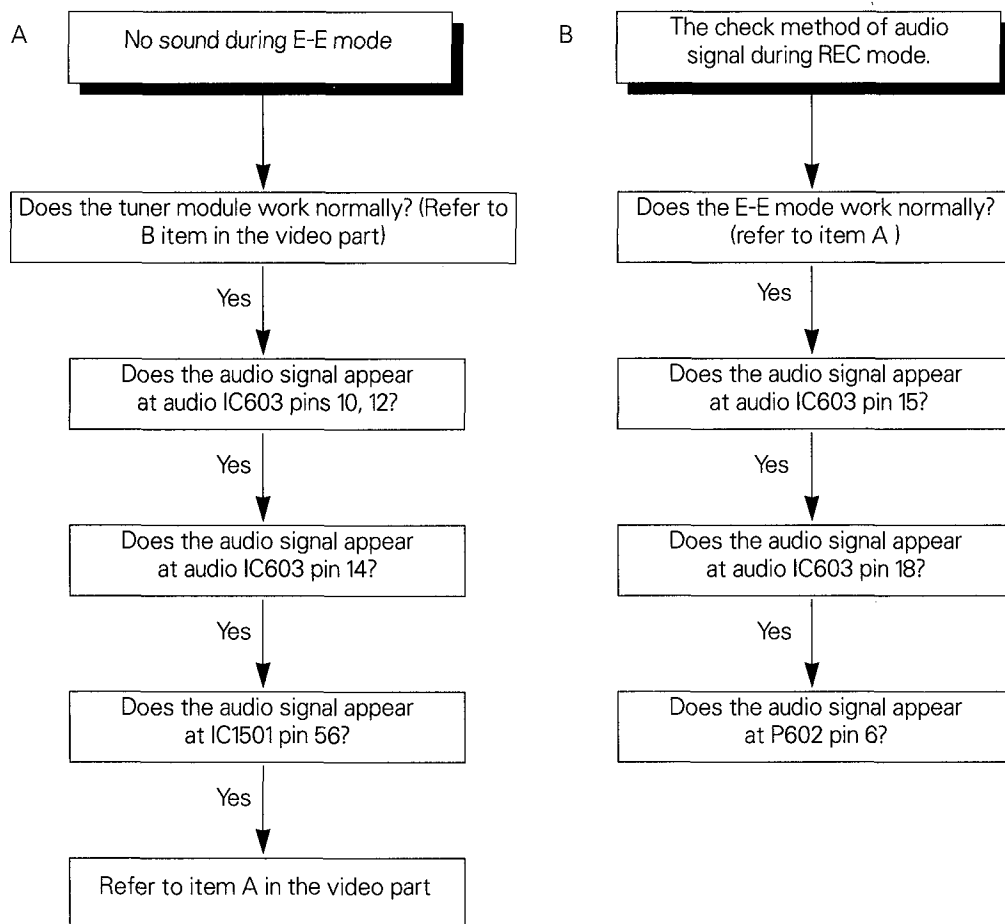 A
No sound during E-E mode
Does the tuner module work normally? (Refer to
B item in the video part)
Yes
Does the audio signal appear
at audio IC603 pins 10, 12?
Yes
Does the audio signal appear
at audio IC603 pin 14?
Yes
Does the audio signal appear
at IC1501 pin 56?
Yes
Refer to item A in the video part
B
The check method of audio
signal during REC mode.
Does the E-E mode work normally?
(refer to item A )
Yes
Does the audio signal appear
at audio IC603 pin 15?
Yes
Does the audio signal appear
at audio IC603 pin 18?
Yes
Does the audio signal appear
at P602 pin 6?